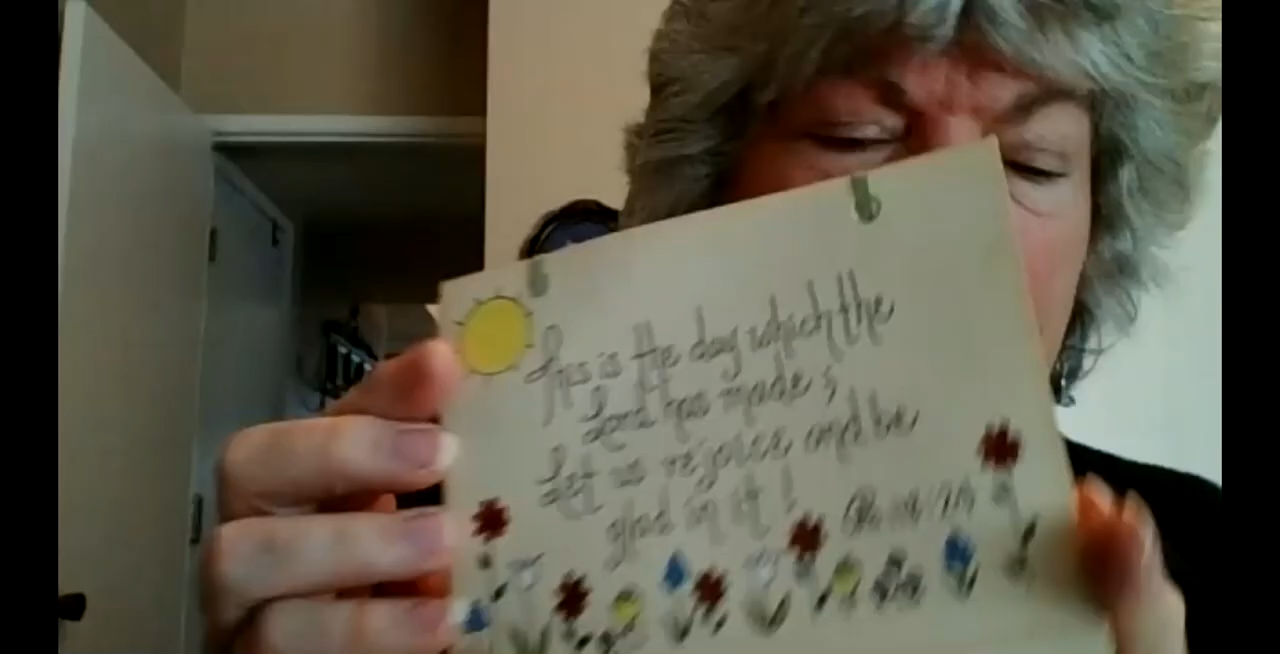 This is the day which the
Lord has made ;
Let us rejoice and be
glad in it !